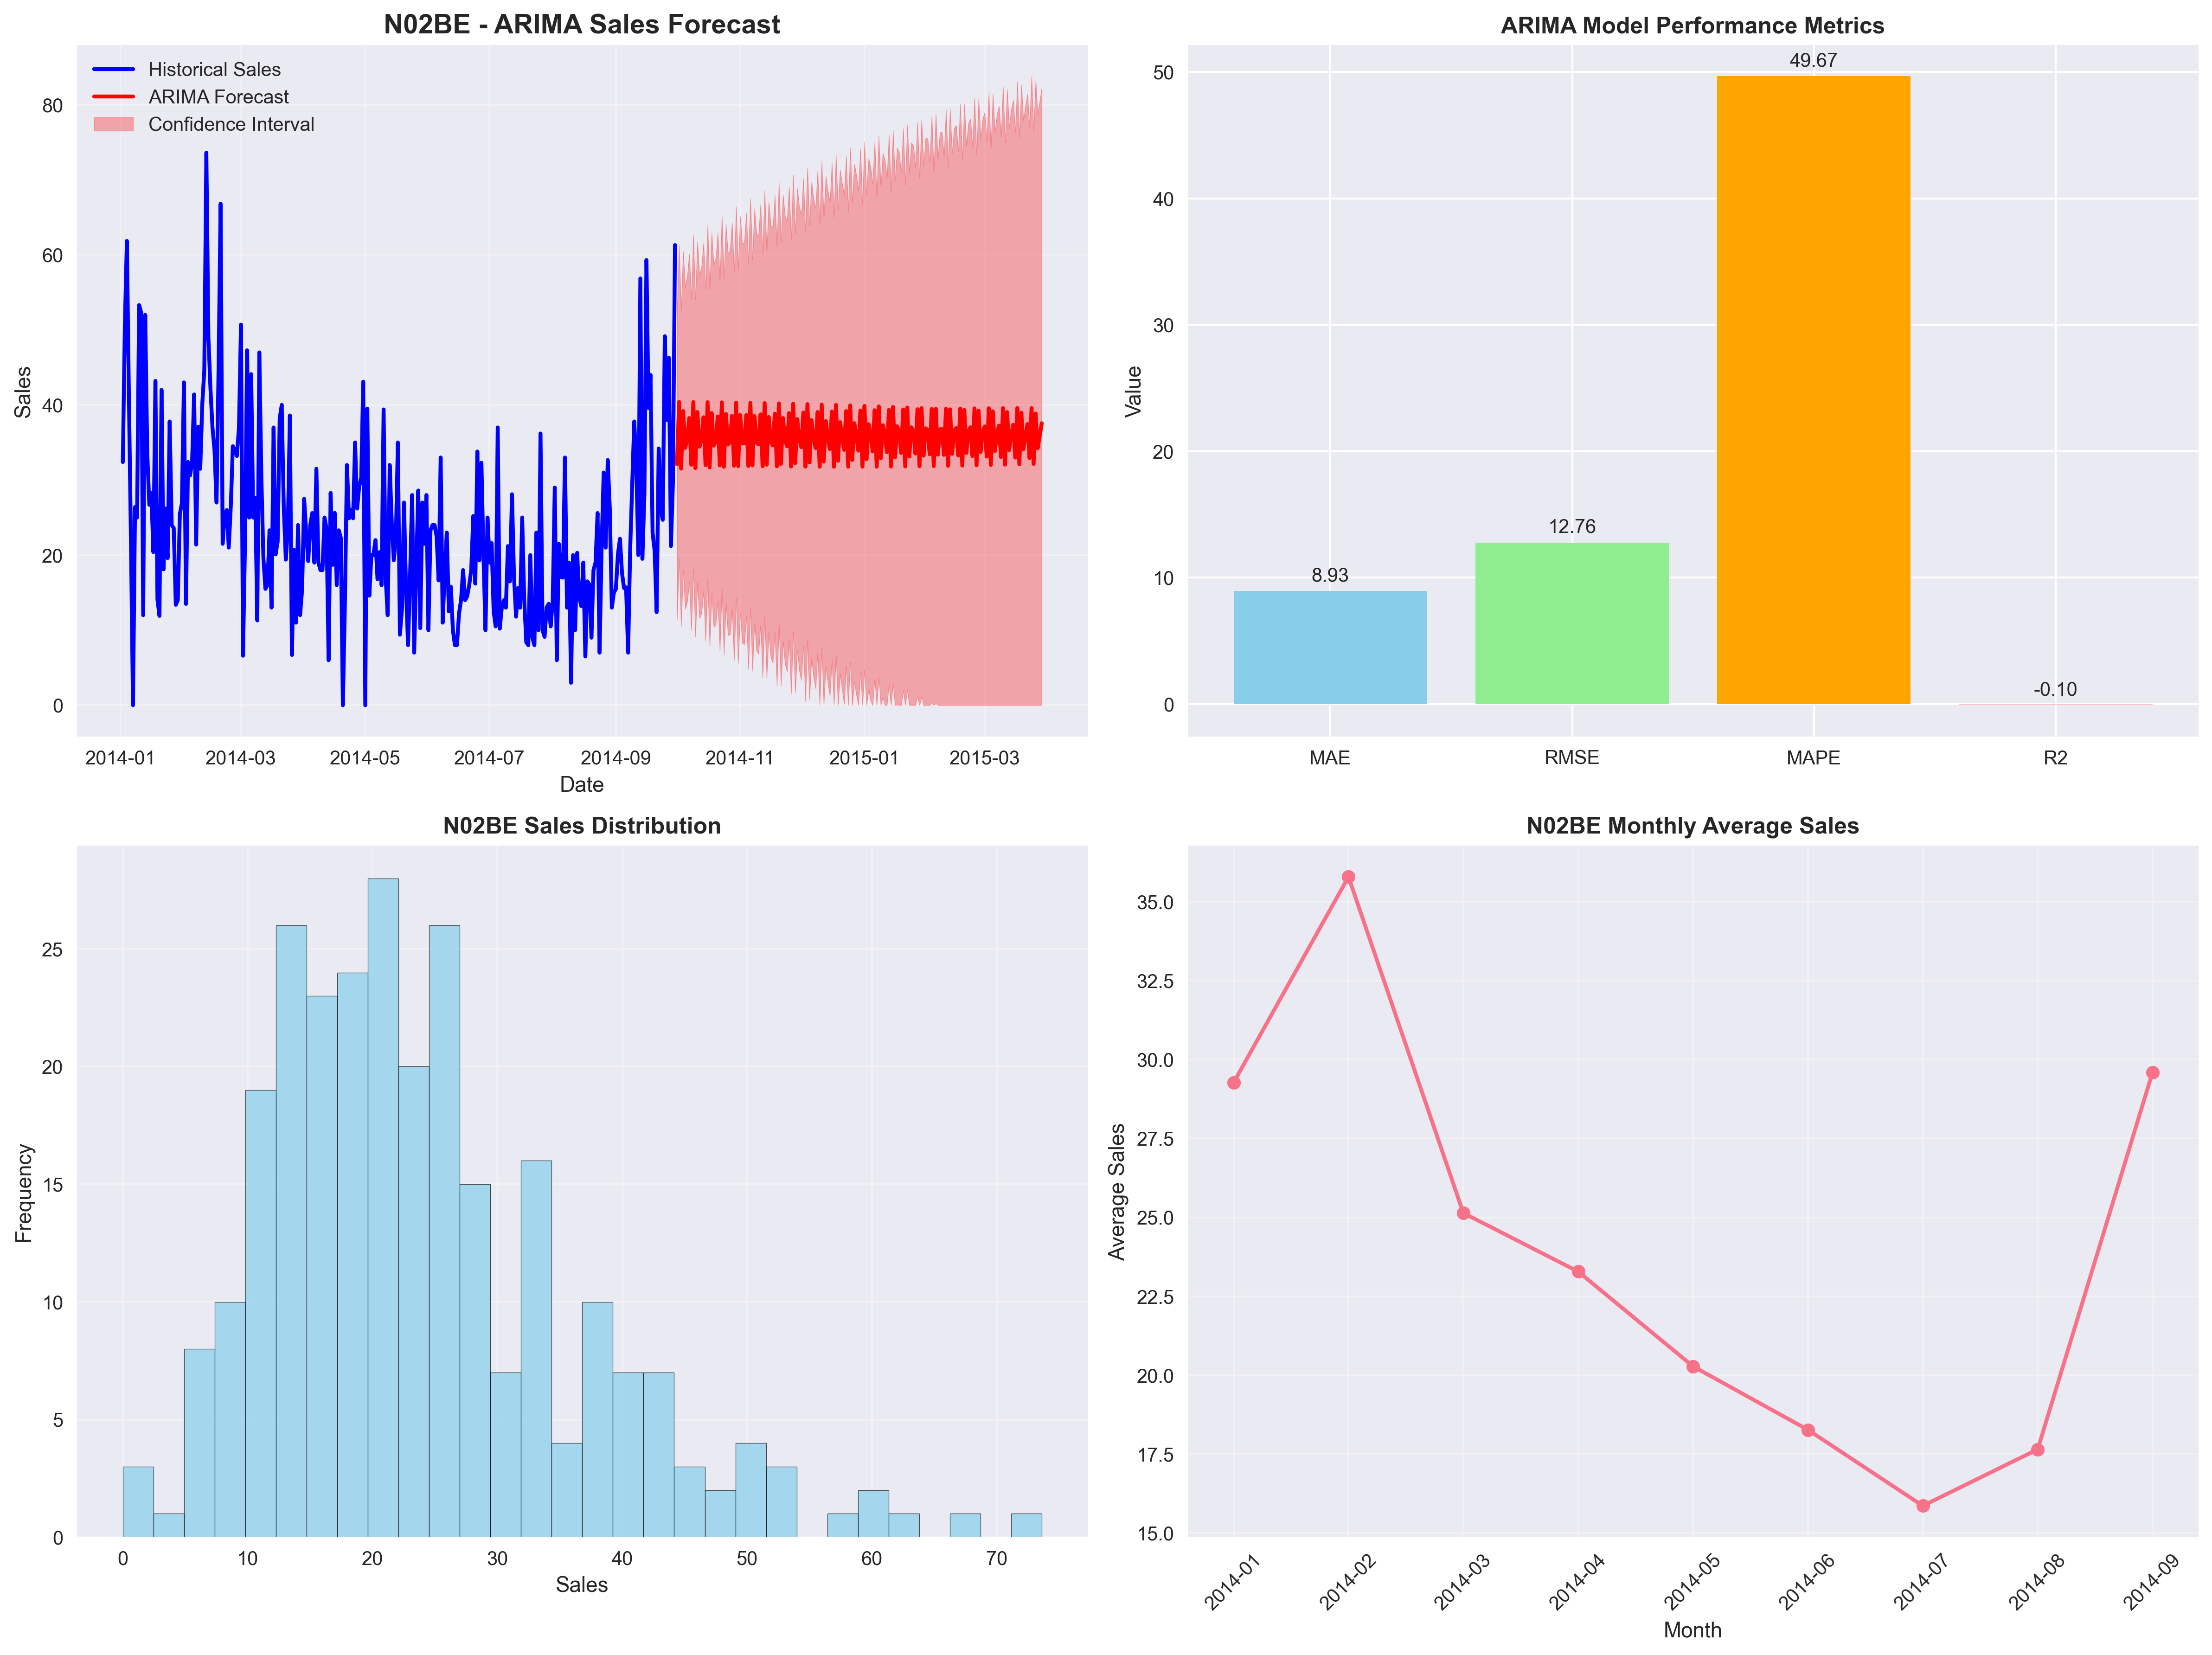 N02BE - ARIMA Sales Forecast
Historical Sales
ARIMA Forecast
Confidence Interval
Sales
80
60
40
20
0
2014-01 2014-03 2014-05 2014-07 2014-09 2014-11 2015-01 2015-03
Date
ARIMA Model Performance Metrics
Value
50
40
30
20
10
0
8.93
12.76
49.67
-0.10
MAE RMSE MAPE R2
N02BE Sales Distribution
Frequency
25
20
15
10
5
0
0 10 20 30 40 50 60 70
Sales
N02BE Monthly Average Sales
Average Sales
35.0
32.5
30.0
27.5
25.0
22.5
20.0
17.5
15.0
2014-01 2014-02 2014-03 2014-04 2014-05 2014-06 2014-07 2014-08 2014-09
Month